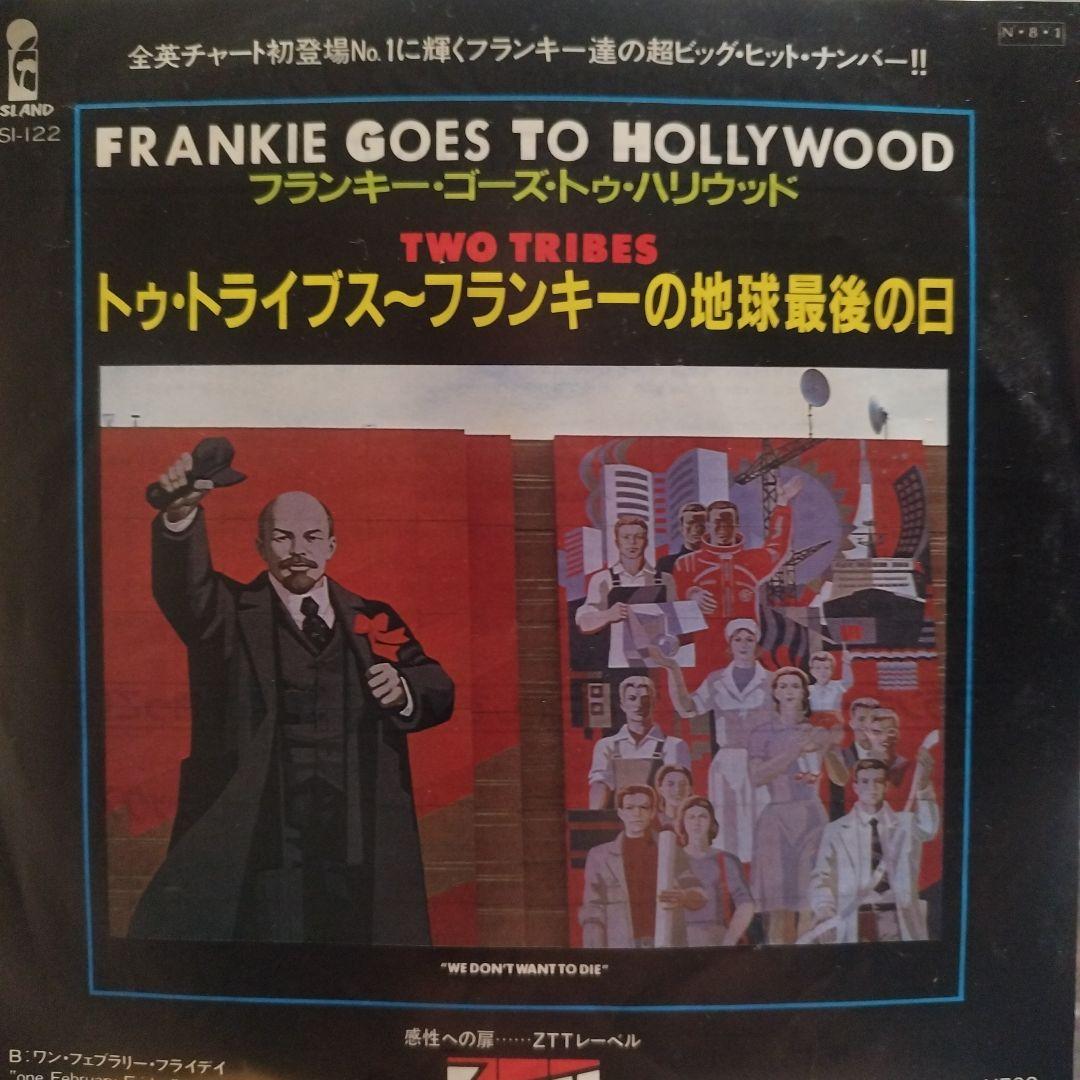 全英チャート初登場No.1に輝くフランキー達の超ビッグ・ヒット・ナンバー!!
N・8・1
SLAND
SI-122
FRANKIE GOES TO HOLLYWOOD
フランキー・ゴーズ・トゥ・ハリウッド
TWO TRIBES
トゥ・トライブス〜フランキーの地球最後の日
"WE DON'T WANT TO DIE"
感性への扉……ZTTレーベル
B:ワン・フェブラリー・フライデイ
"one February